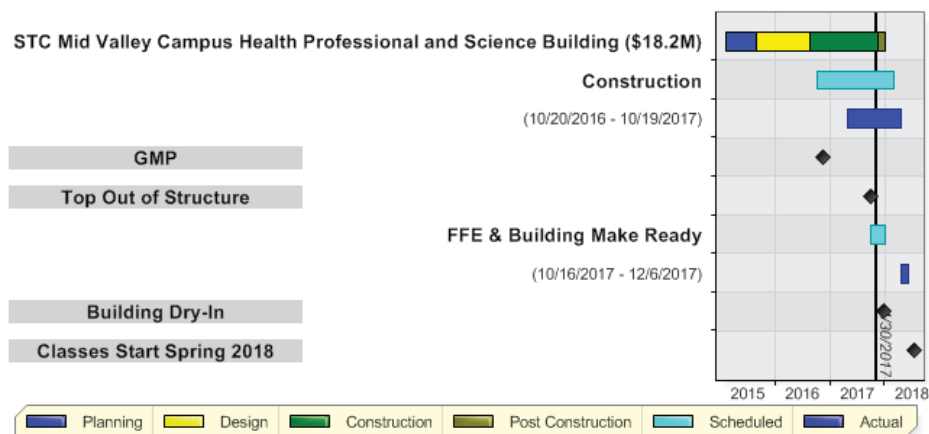 STC Mid Valley Campus Health Professional and Science Building ($18.2M)
Construction
(10/20/2016 - 10/19/2017)
GMP
Top Out of Structure
FFE & Building Make Ready
(10/16/2017 - 12/6/2017)
Building Dry-In
/30/2017
Classes Start Spring 2018
2015 2016 2017 2018
Planning Design Construction Post Construction Scheduled Actual